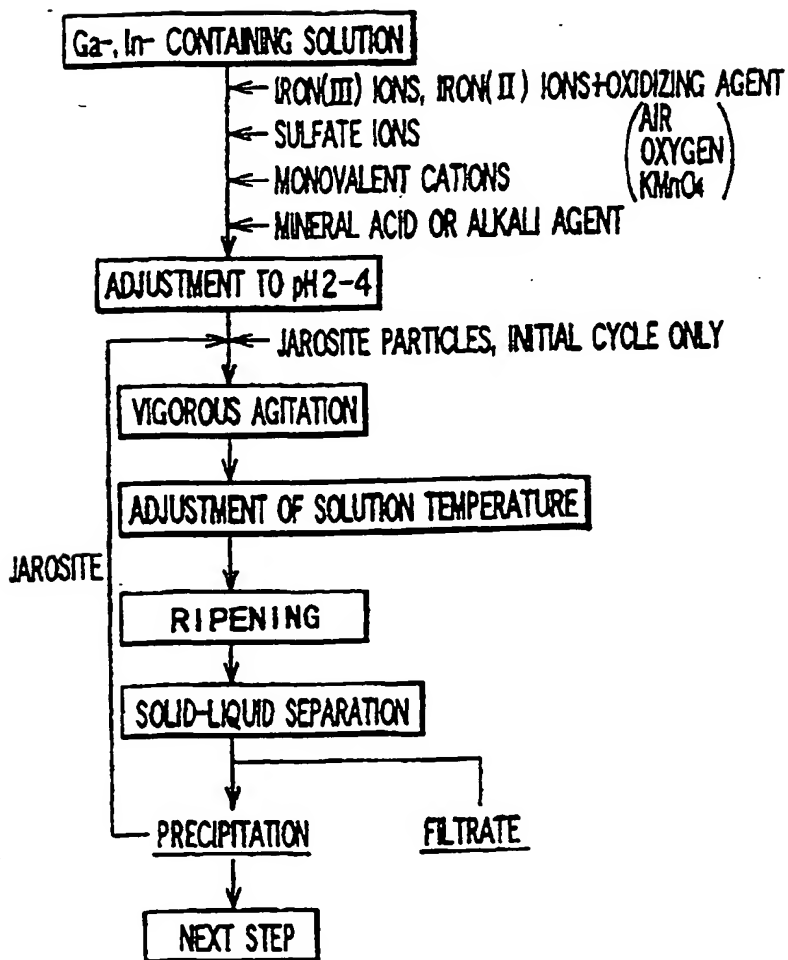 Ga-, In- CONTAINING SOLUTION
IRON(III) IONS, IRON(II) IONS+OXIDIZING AGENT
SULFATE IONS
(AIR
OXYGEN
KMnO4)
MONOVALENT CATIONS
MINERAL ACID OR ALKALI AGENT
ADJUSTMENT TO pH 2-4
JAROSITE PARTICLES, INITIAL CYCLE ONLY
VIGOROUS AGITATION
ADJUSTMENT OF SOLUTION TEMPERATURE
JAROSITE
RIPENING
SOLID-LIQUID SEPARATION
PRECIPITATION
FILTRATE
NEXT STEP